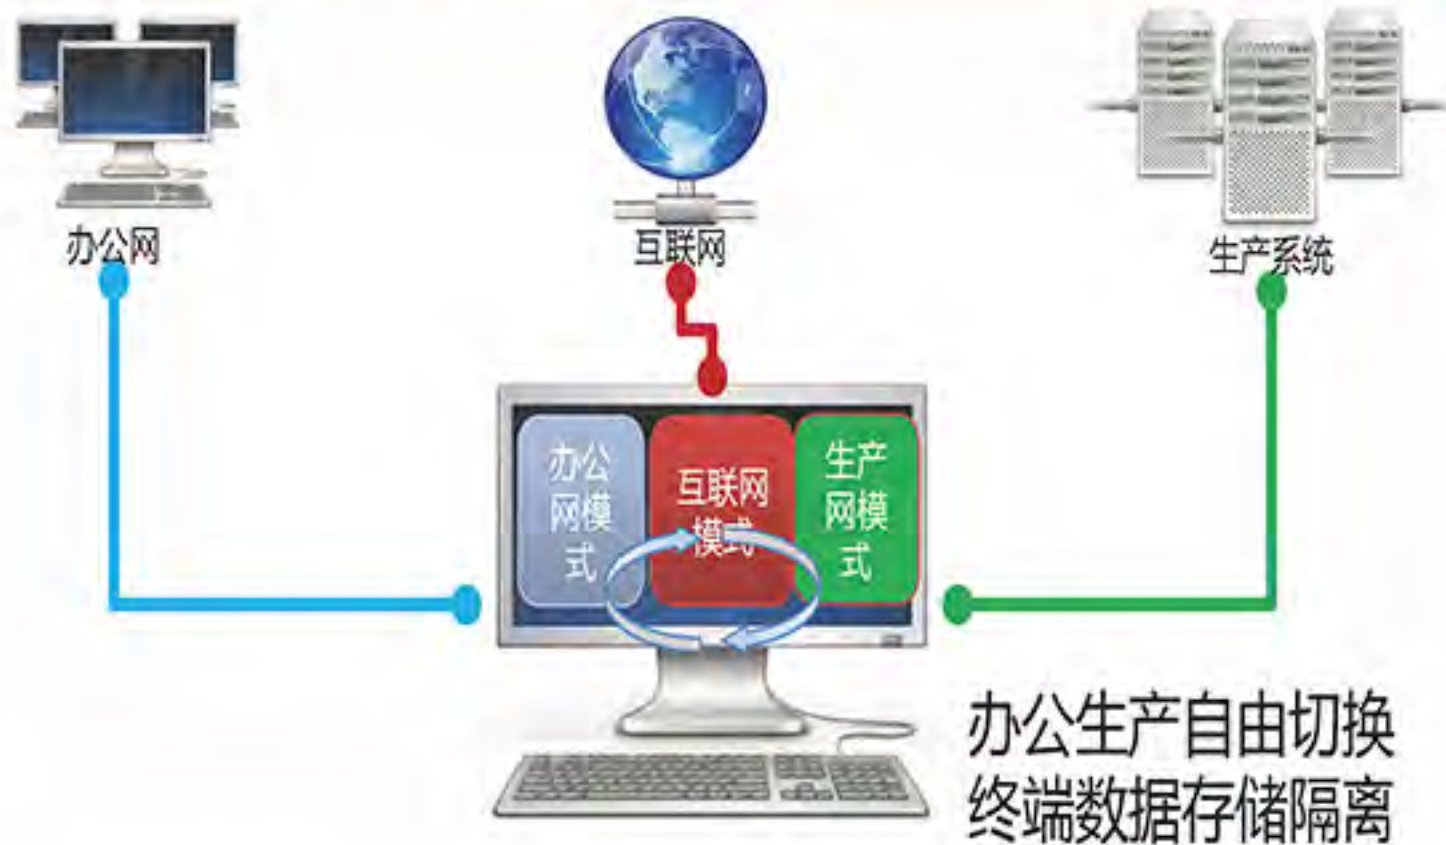 办公网
互联网
生产系统
办公
网模
式
互联网
模式
生产
网模
式
办公生产自由切换
终端数据存储隔离